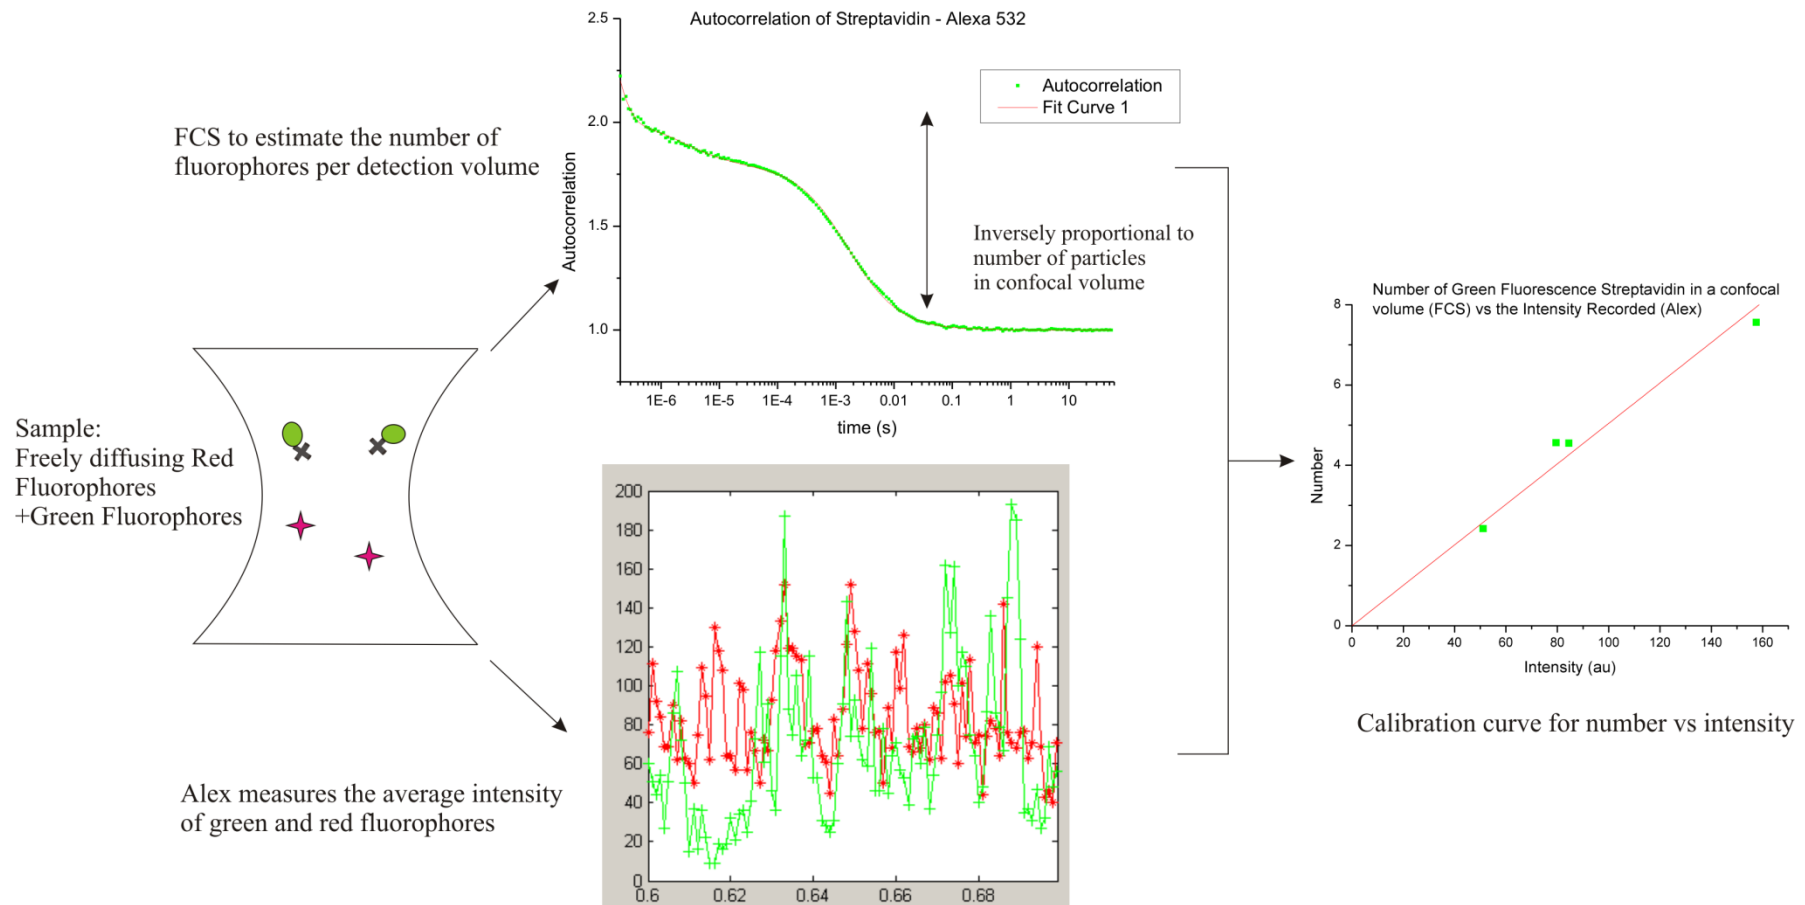 Autocorrelation of Streptavidin - Alexa 532
2.5
2.0
1.5
1.0
Autocorrelation
1E-6
1E-5
1E-4
1E-3
0.01
0.1
1
10
time (s)
Autocorrelation
Fit Curve 1
Inversely proportional to
number of particles
in confocal volume
FCS to estimate the number of
fluorophores per detection volume
Sample:
Freely diffusing Red
Fluorophores
+Green Fluorophores
Alex measures the average intensity
of green and red fluorophores
200
180
160
140
120
100
80
60
40
20
0
0.6
0.62
0.64
0.66
0.68
Number of Green Fluorescence Streptavidin in a confocal
volume (FCS) vs the Intensity Recorded (Alex)
8
6
4
2
0
Number
0
20
40
60
80
100
120
140
160
Intensity (au)
Calibration curve for number vs intensity